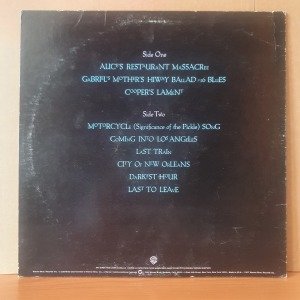 Side One
ALICE'S RESTAURANT MASSACREE
GABRIEL'S MOTHER'S HIWAY BALLAD #16 BLUES
COOPER'S LAMENT
Side Two
MOTORCYCLE (Significance of the Pickle) SONG
COMING INTO LOS ANGELES
LAST TRAIN
CITY OF NEW ORLEANS
DARKEST HOUR
LAST TO LEAVE